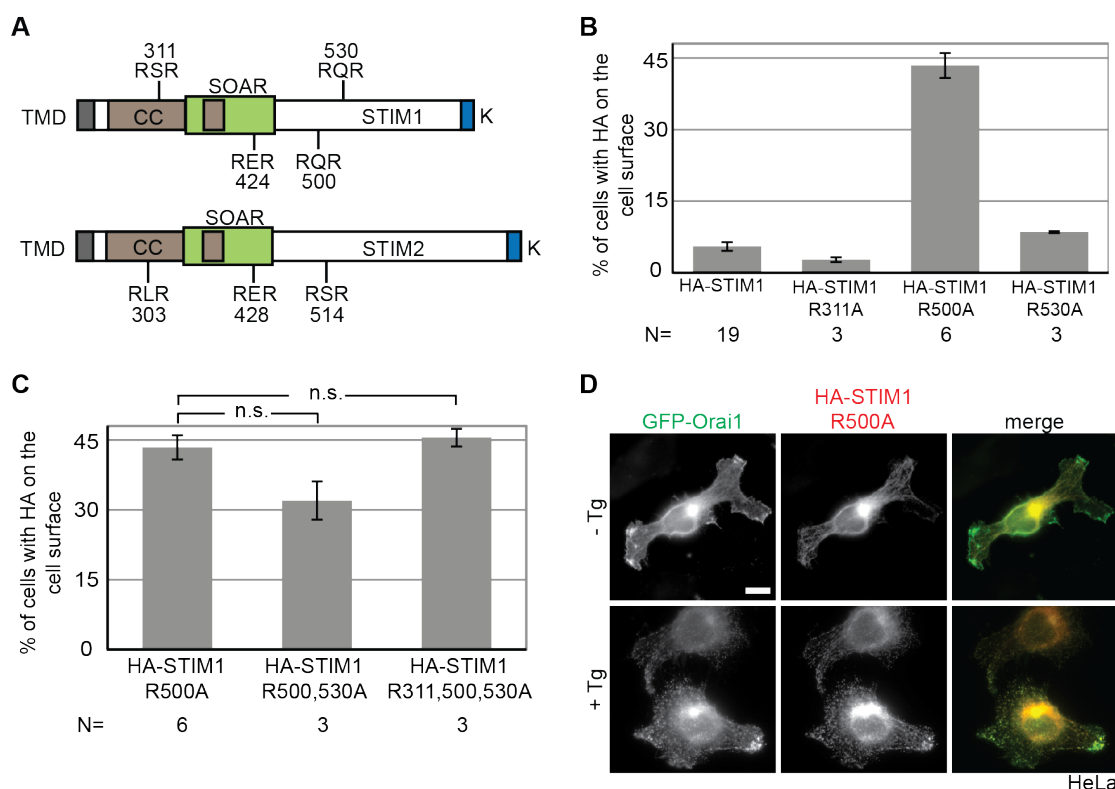 A
311
RSR
530
RQR
SOAR
TMD
CC
STIM1
K
RER
424
RQR
500
SOAR
TMD
CC
STIM2
K
RLR
303
RER
428
RSR
514
B
% of cells with HA on the
cell surface
45
30
15
0
HA-STIM1
HA-STIM1
R311A
HA-STIM1
R500A
HA-STIM1
R530A
N=
19
3
6
3
C
n.s.
n.s.
% of cells with HA on the
cell surface
45
30
15
0
HA-STIM1
R500A
HA-STIM1
R500,530A
HA-STIM1
R311,500,530A
N=
6
3
3
D
GFP-Orai1
HA-STIM1
R500A
merge
- Tg
+ Tg
HeLa